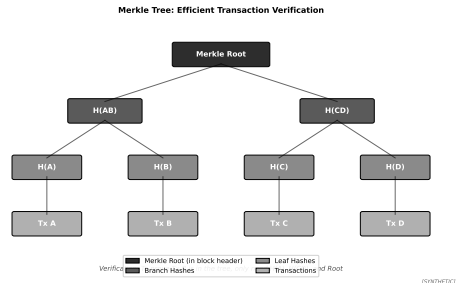 Merkle Tree: Efficient Transaction Verification
Merkle Root
H(AB) H(CD)
H(A) H(B) H(C) H(D)
Tx A Tx B Tx C Tx D
Merkle Root (in block header) Leaf Hashes
Branch Hashes Transactions
Root
[SYNTHETIC]